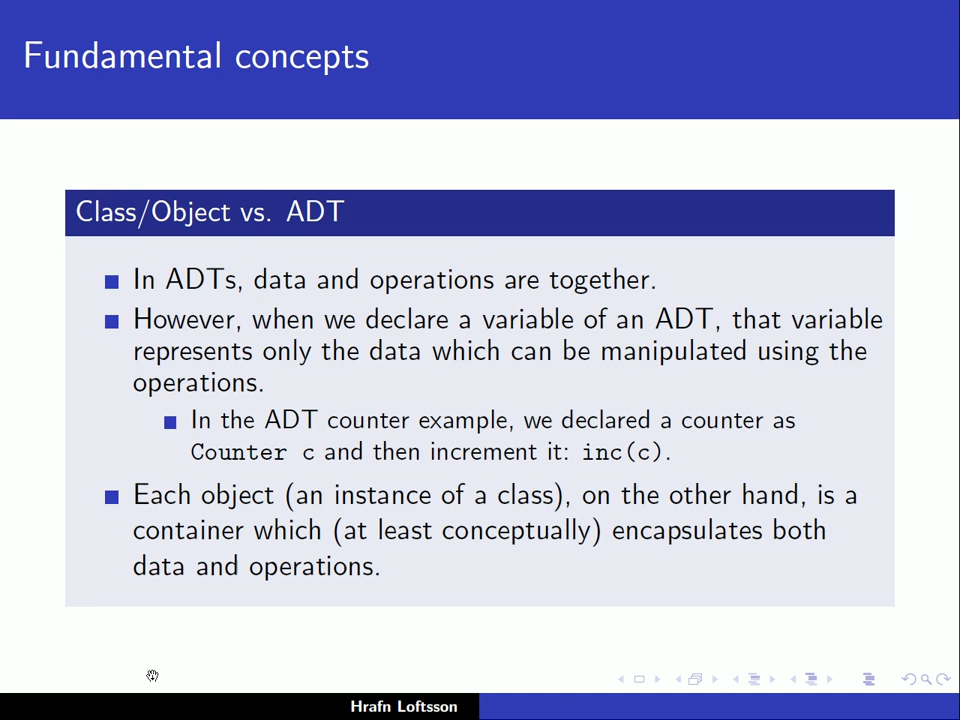 Fundamental concepts
Class/Object vs. ADT
In ADTs, data and operations are together.
However, when we declare a variable of an ADT, that variable
represents only the data which can be manipulated using the
operations.
In the ADT counter example, we declared a counter as
Counter c and then increment it: inc(c).
Each object (an instance of a class), on the other hand, is a
container which (at least conceptually) encapsulates both
data and operations.
Hrafn Loftsson